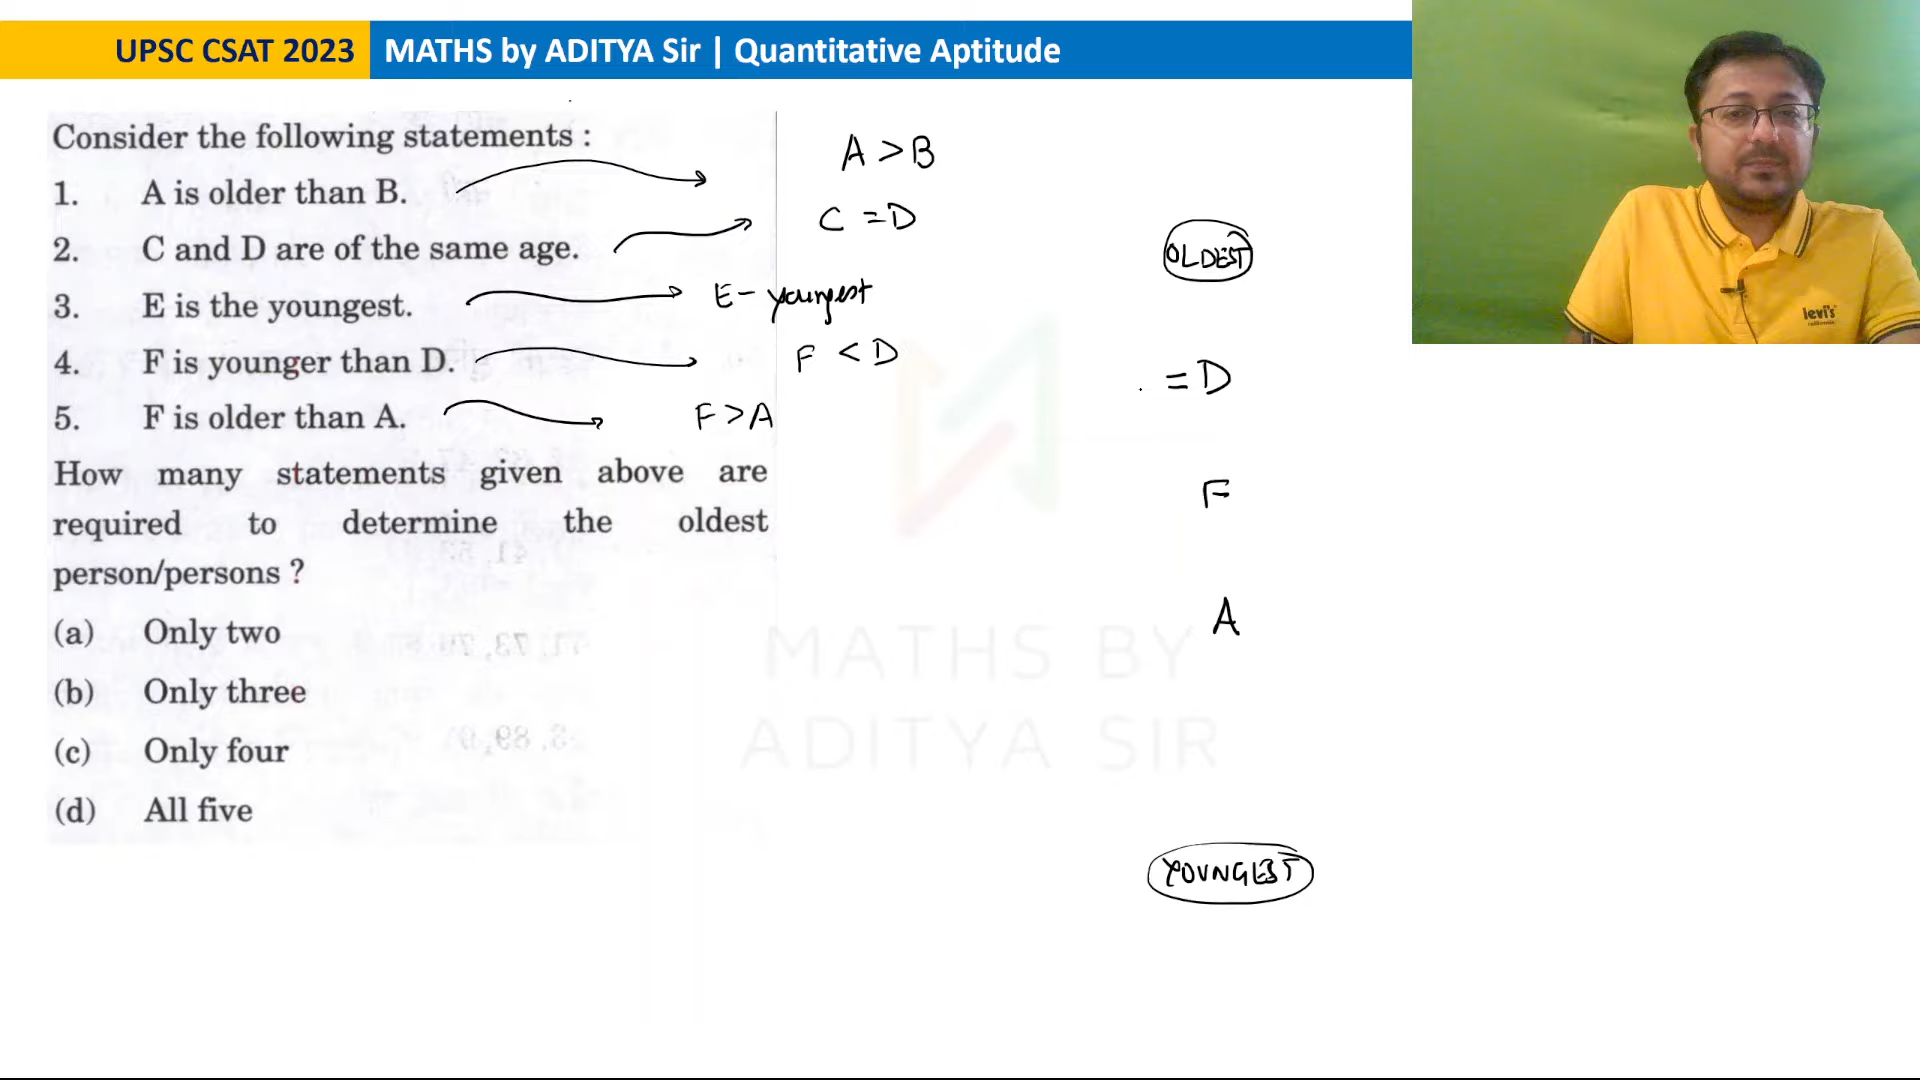 UPSC CSAT 2023 MATHS by ADITYA Sir | Quantitative Aptitude
Consider the following statements :
1. A is older than B.
2. C and D are of the same age.
3. E is the youngest.
4. F is younger than D.
5. F is older than A.
How many statements given above are
required to determine the oldest
person/persons ?
(a) Only two
(b) Only three
(c) Only four
(d) All five
A > B
C = D
E - youngest
F < D
F > A
OLDEST
= D
F
A
YOUNGEST
levi's
MATHS BY
ADITYA SIR